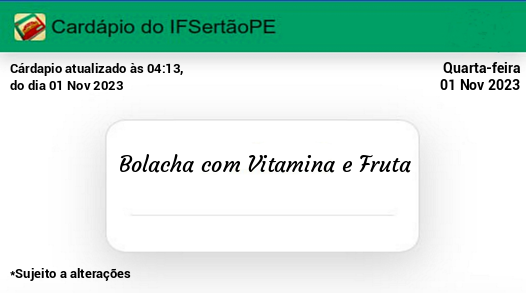 Cardápio do IFSertãoPE
Cárdapio atualizado às 04:13,
do dia 01 Nov 2023
Quarta-feira
01 Nov 2023
Bolacha com Vitamina e Fruta
*Sujeito a alterações